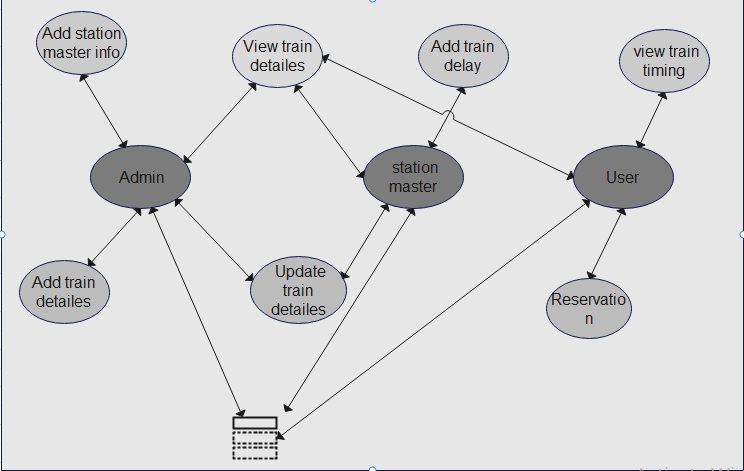 Add station
master info
View train
detailes
Add train
delay
view train
timing
Admin
station
master
User
Add train
detailes
Update
train
detailes
Reservatio
n